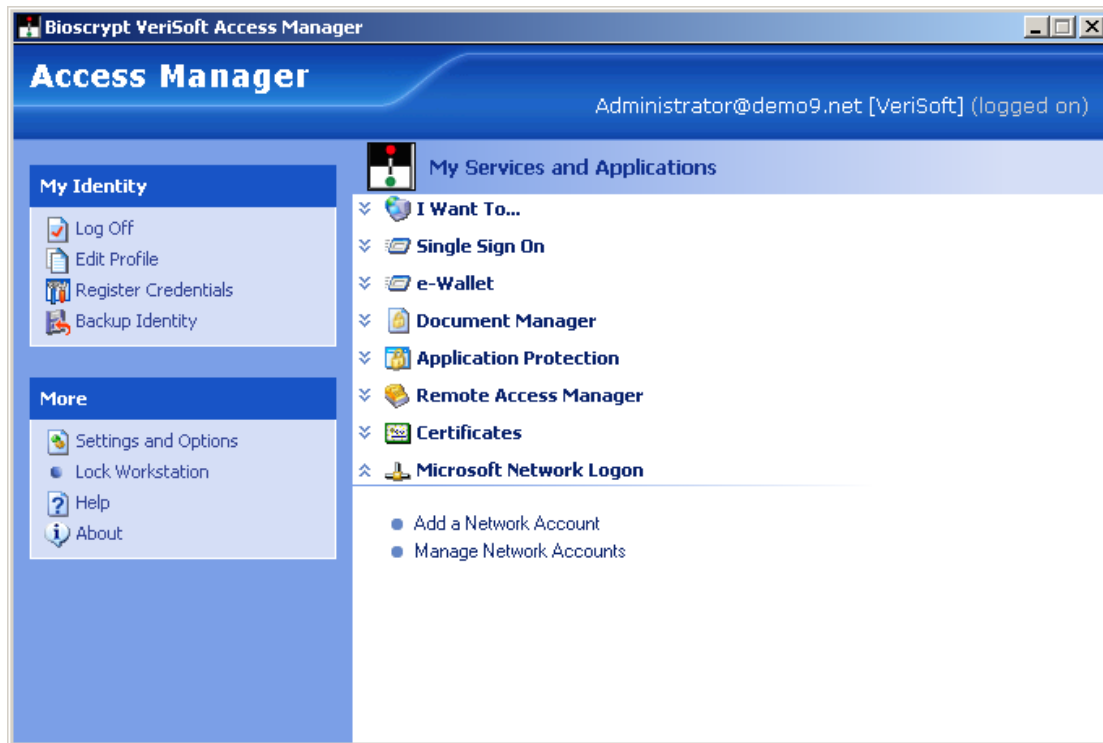 Bioscrypt VeriSoft Access Manager
Access Manager
Administrator@demo9.net [VeriSoft] (logged on)
My Identity
Log Off
Edit Profile
Register Credentials
Backup Identity
More
Settings and Options
Lock Workstation
Help
About
My Services and Applications
I Want To...
Single Sign On
e-Wallet
Document Manager
Application Protection
Remote Access Manager
Certificates
Microsoft Network Logon
Add a Network Account
Manage Network Accounts